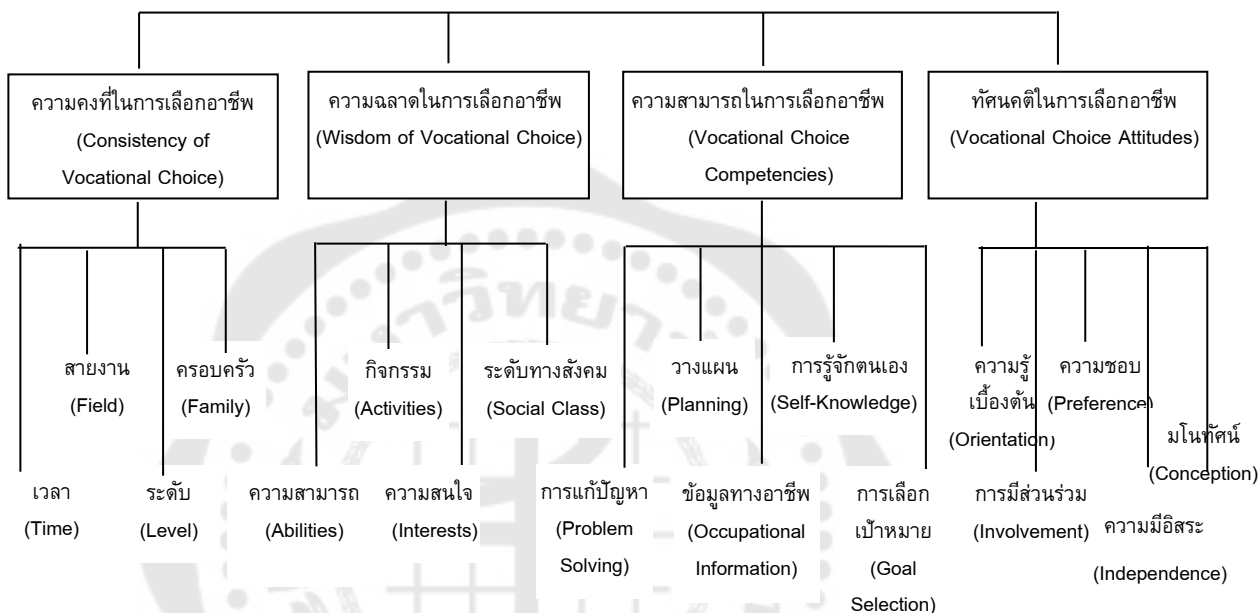 ความคงที่ในการเลือกอาชีพ
(Consistency of
Vocational Choice)
ความฉลาดในการเลือกอาชีพ
(Wisdom of Vocational Choice)
ความสามารถในการเลือกอาชีพ
(Vocational Choice
Competencies)
ทัศนคติในการเลือกอาชีพ
(Vocational Choice Attitudes)
สายงาน
(Field)
ครอบครัว
(Family)
กิจกรรม
(Activities)
ระดับทางสังคม
(Social Class)
วางแผน
(Planning)
การรู้จักตนเอง
(Self-Knowledge)
ความรู้
เบื้องต้น
(Orientation)
ความชอบ
(Preference)
มโนทัศน์
(Conception)
เวลา
(Time)
ระดับ
(Level)
ความสามารถ
(Abilities)
ความสนใจ
(Interests)
การแก้ปัญหา
(Problem
Solving)
ข้อมูลทางอาชีพ
(Occupational
Information)
การเลือก
เป้าหมาย
(Goal
Selection)
การมีส่วนร่วม
(Involvement)
ความมีอิสระ
(Independence)